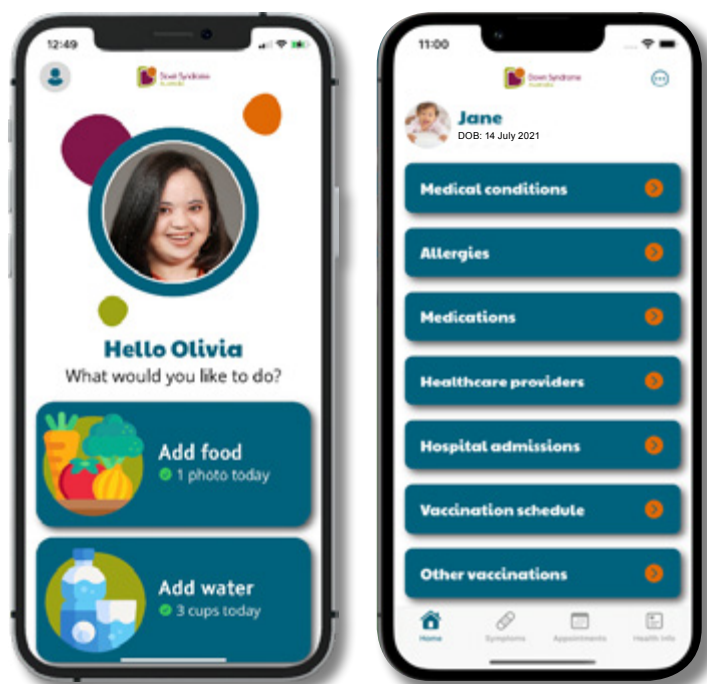 12:49
Down Syndrome
Australia
Hello Olivia
What would you like to do?
Add food
1 photo today
Add water
3 cups today
11:00
Down Syndrome
Australia
Jane
DOB: 14 July 2021
Medical conditions
Allergies
Medications
Healthcare providers
Hospital admissions
Vaccination schedule
Other vaccinations
Home
Symptoms
Appointments
Health Info